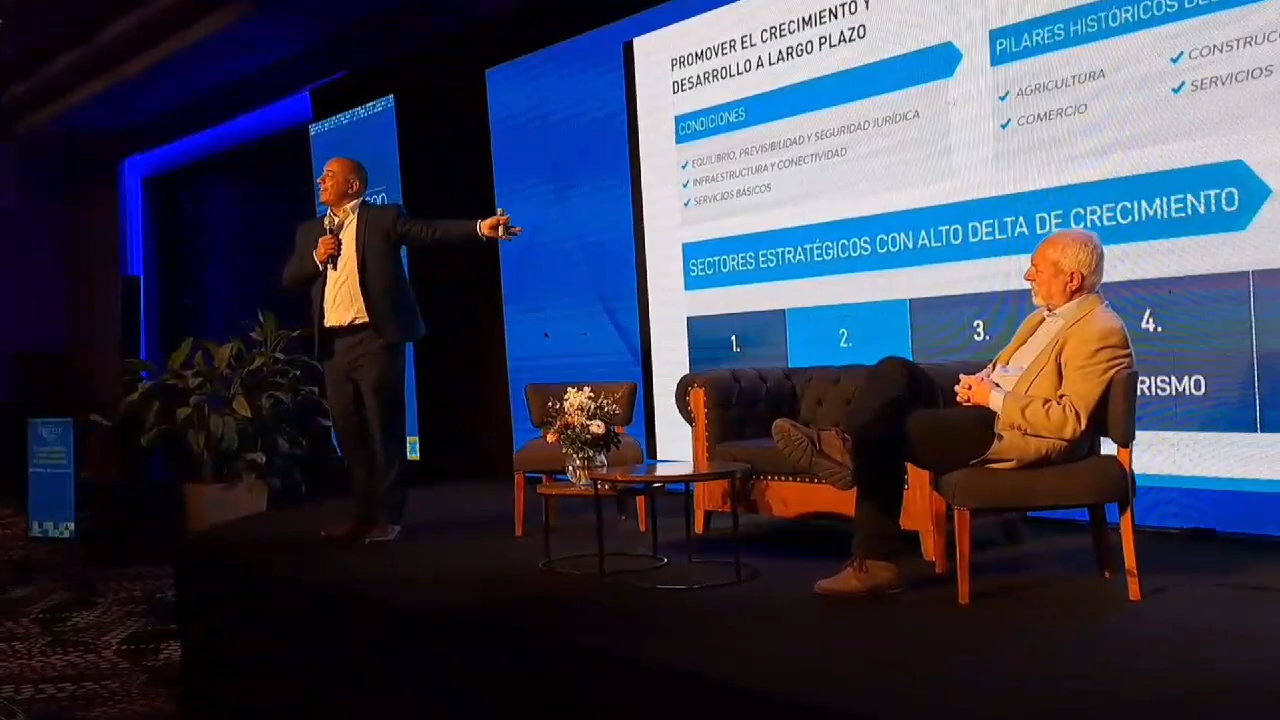 PROMOVER EL CRECIMIENTO Y
DESARROLLO A LARGO PLAZO
CONDICIONES
EQUILIBRIO, PREVISIBILIDAD Y SEGURIDAD JURÍDICA
INFRAESTRUCTURA Y CONECTIVIDAD
SERVICIOS BÁSICOS
PILARES HISTÓRICOS
AGRICULTURA
COMERCIO
CONSTRUCC
SERVICIOS
SECTORES ESTRATÉGICOS CON ALTO DELTA DE CRECIMIENTO
1.
2.
3.
4.
RISMO